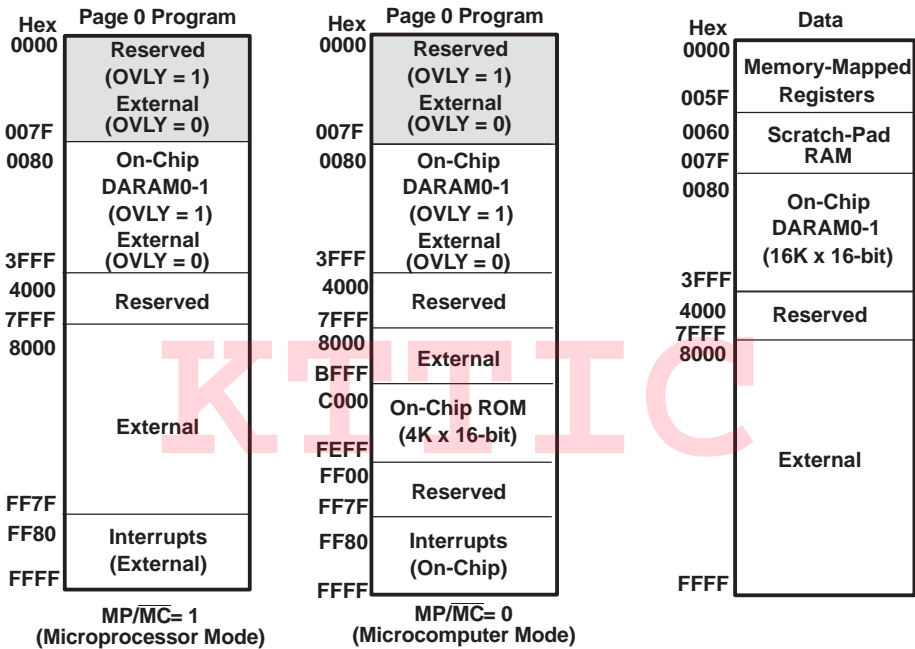 Hex
Page 0 Program
0000
Reserved
(OVLY = 1)
External
(OVLY = 0)
007F
0080
On-Chip
DARAM0-1
(OVLY = 1)
External
(OVLY = 0)
3FFF
4000
Reserved
7FFF
8000
External
FF7F
FF80
Interrupts
(External)
FFFF
MP/MC= 1
(Microprocessor Mode)
Hex
Page 0 Program
0000
Reserved
(OVLY = 1)
External
(OVLY = 0)
007F
0080
On-Chip
DARAM0-1
(OVLY = 1)
External
(OVLY = 0)
3FFF
4000
Reserved
7FFF
8000
External
BFFF
C000
On-Chip ROM
(4K x 16-bit)
FEFF
FF00
Reserved
FF7F
FF80
Interrupts
(On-Chip)
FFFF
MP/MC= 0
(Microcomputer Mode)
Hex
Data
0000
Memory-Mapped
Registers
005F
0060
Scratch-Pad
RAM
007F
0080
On-Chip
DARAM0-1
(16K x 16-bit)
3FFF
4000
Reserved
7FFF
8000
External
FFFF
KTTIC